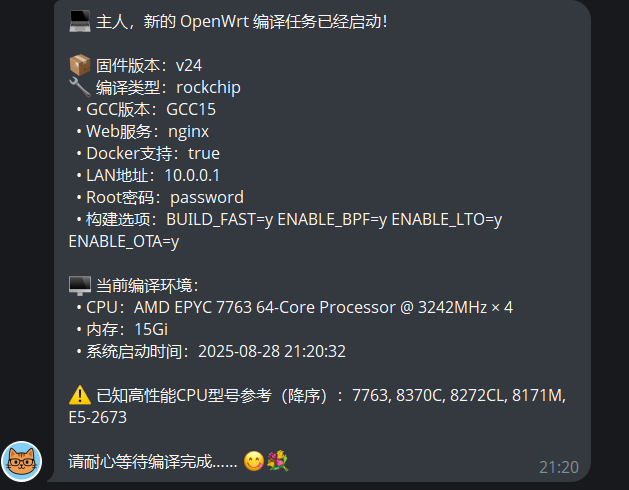 💻 主人，新的 OpenWrt 编译任务已经启动！
📦 固件版本：v24
🔧 编译类型：rockchip
• GCC版本：GCC15
• Web服务：nginx
• Docker支持：true
• LAN地址：10.0.0.1
• Root密码：password
• 构建选项：BUILD_FAST=y ENABLE_BPF=y ENABLE_LTO=y
ENABLE_OTA=y
🖥️ 当前编译环境：
• CPU：AMD EPYC 7763 64-Core Processor @ 3242MHz × 4
• 内存：15Gi
• 系统启动时间：2025-08-28 21:20:32
⚠️ 已知高性能CPU型号参考（降序）：7763, 8370C, 8272CL, 8171M,
E5-2673
请耐心等待编译完成…… 😋💐
21:20